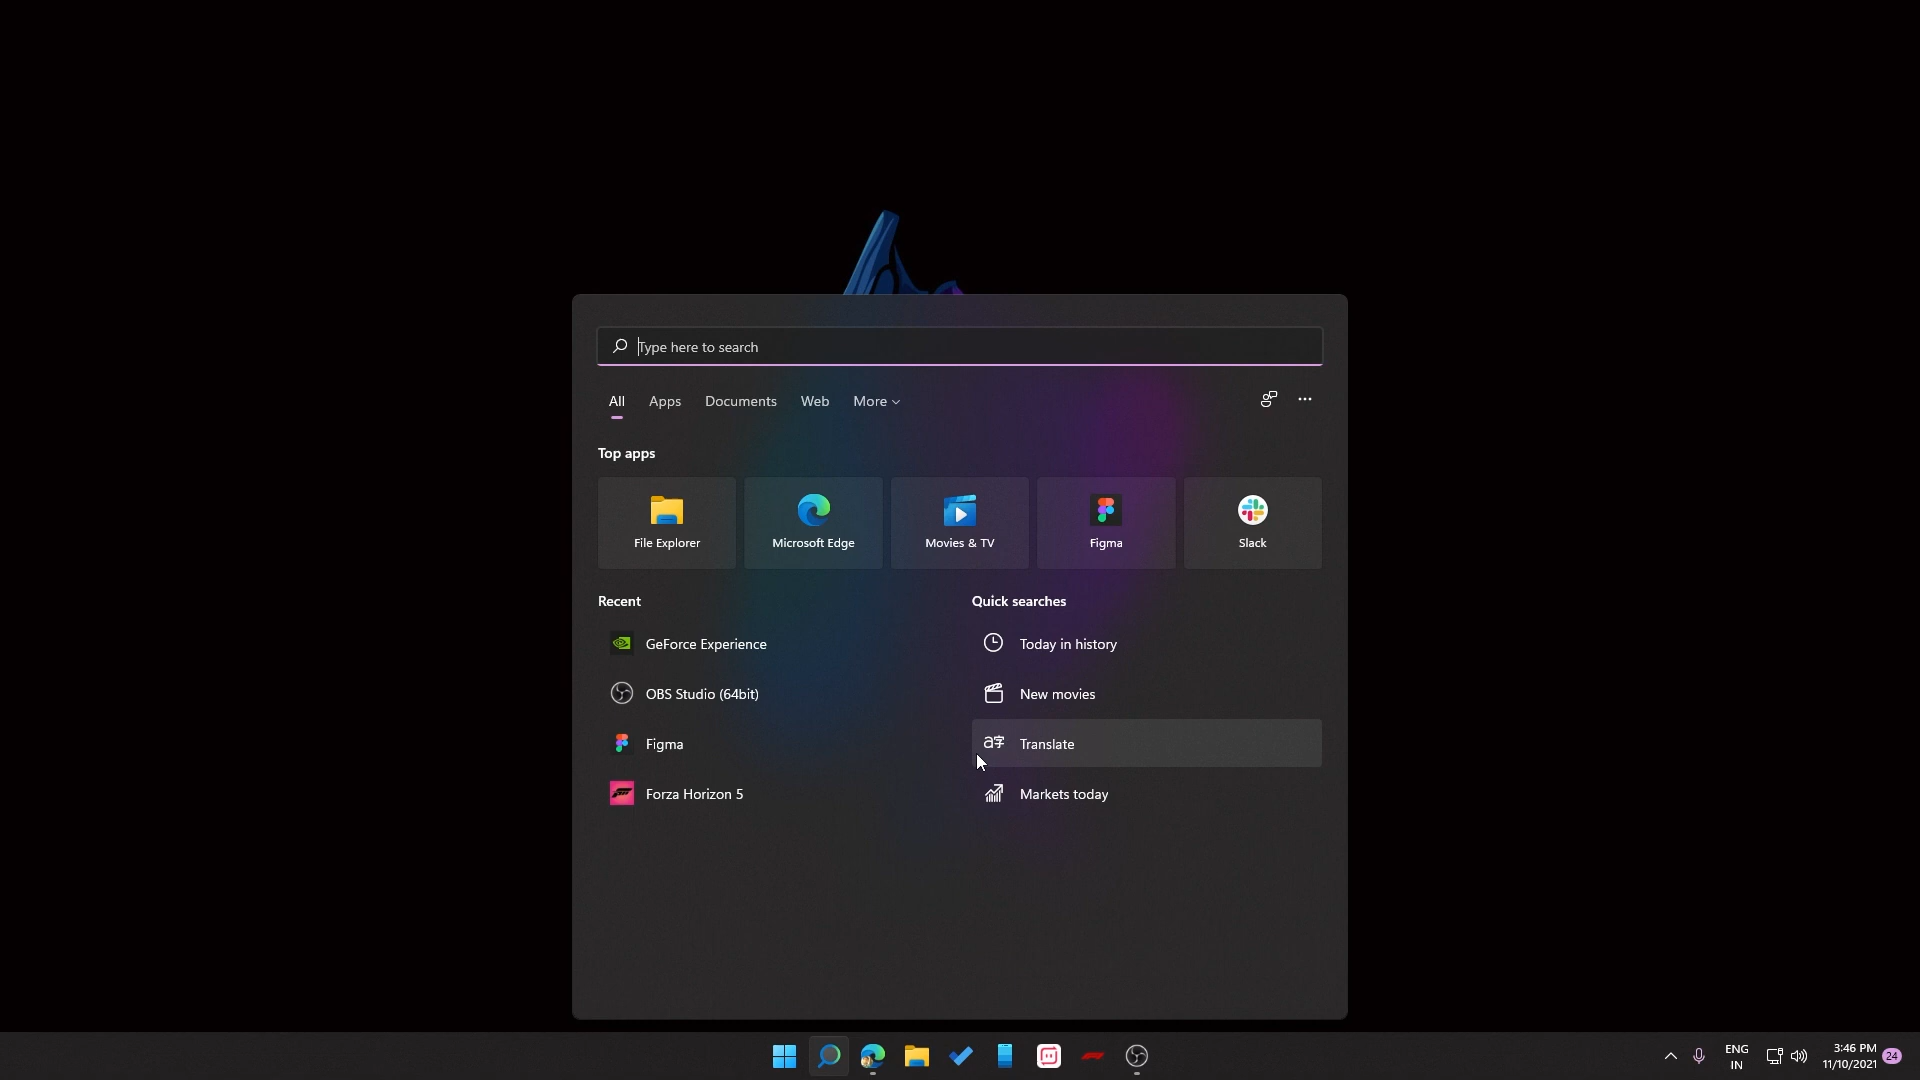 Type here to search
All Apps Documents Web More
Top apps
File Explorer Microsoft Edge Movies & TV Figma Slack
Recent Quick searches
GeForce Experience Today in history
OBS Studio (64bit) New movies
Figma Translate
Forza Horizon 5 Markets today
ENG 3:46 PM
IN 11/10/2021 24